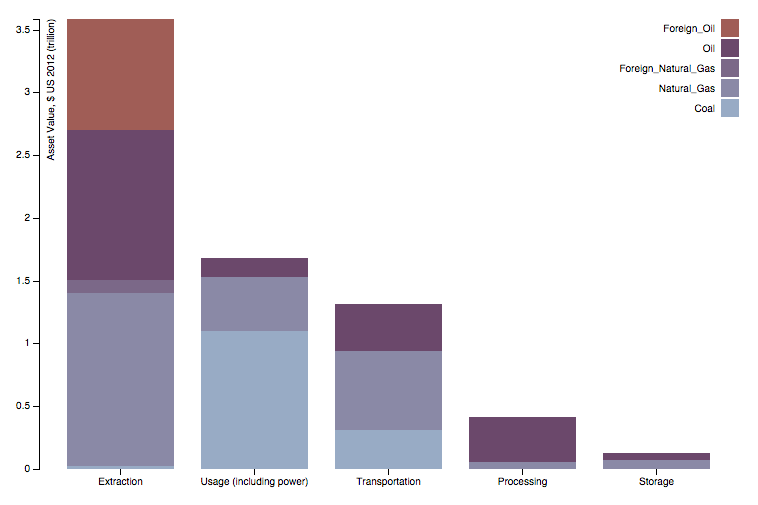 3.5
3
2.5
2
1.5
1
0.5
0
Asset Value, $ US 2012 (trillion)
Foreign_Oil
Oil
Foreign_Natural_Gas
Natural_Gas
Coal
Extraction
Usage (including power)
Transportation
Processing
Storage